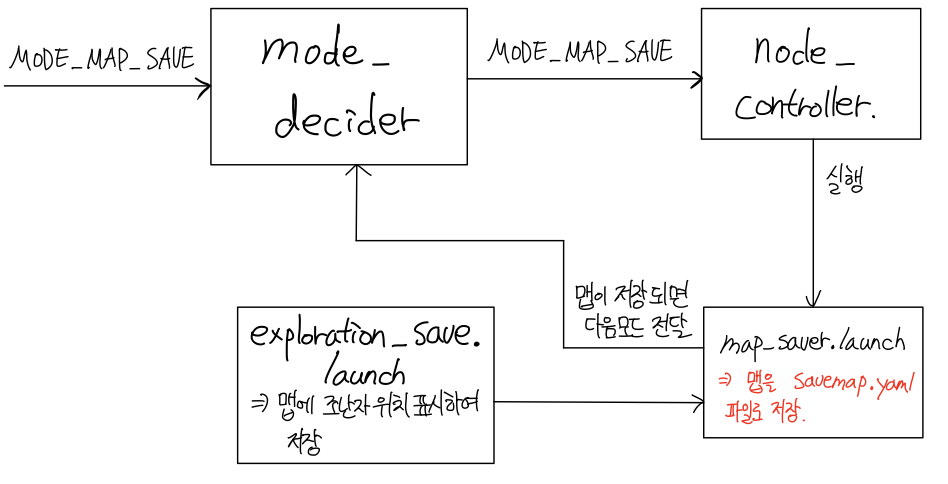 MODE_MAP_SAVE
mode_
decider
MODE_MAP_SAVE
node_
controller.
실행
맵이 저장되면
다음모드 전달
exploration_save.
launch
⇒ 맵에 조난자 위치 표시하여
저장
map_saver.launch
⇒ 맵을 savemap.yaml
파일로 저장.